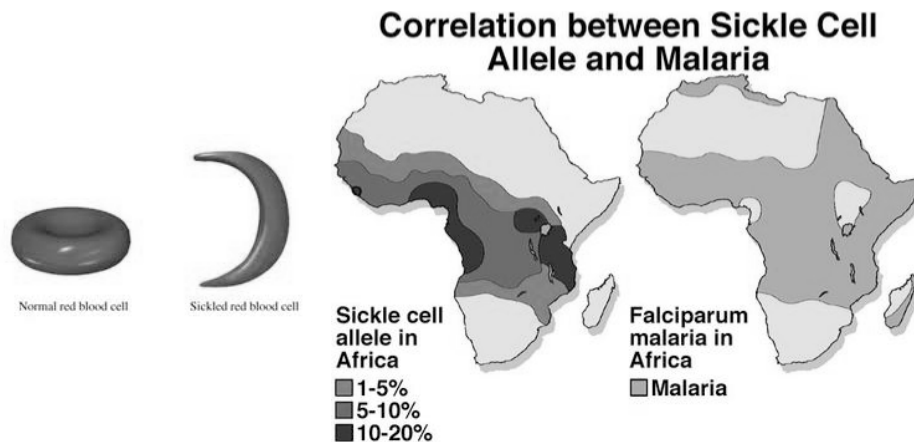 Correlation between Sickle Cell
Allele and Malaria
Normal red blood cell
Sickled red blood cell
Sickle cell
allele in
Africa
1-5%
5-10%
10-20%
Falciparum
malaria in
Africa
Malaria